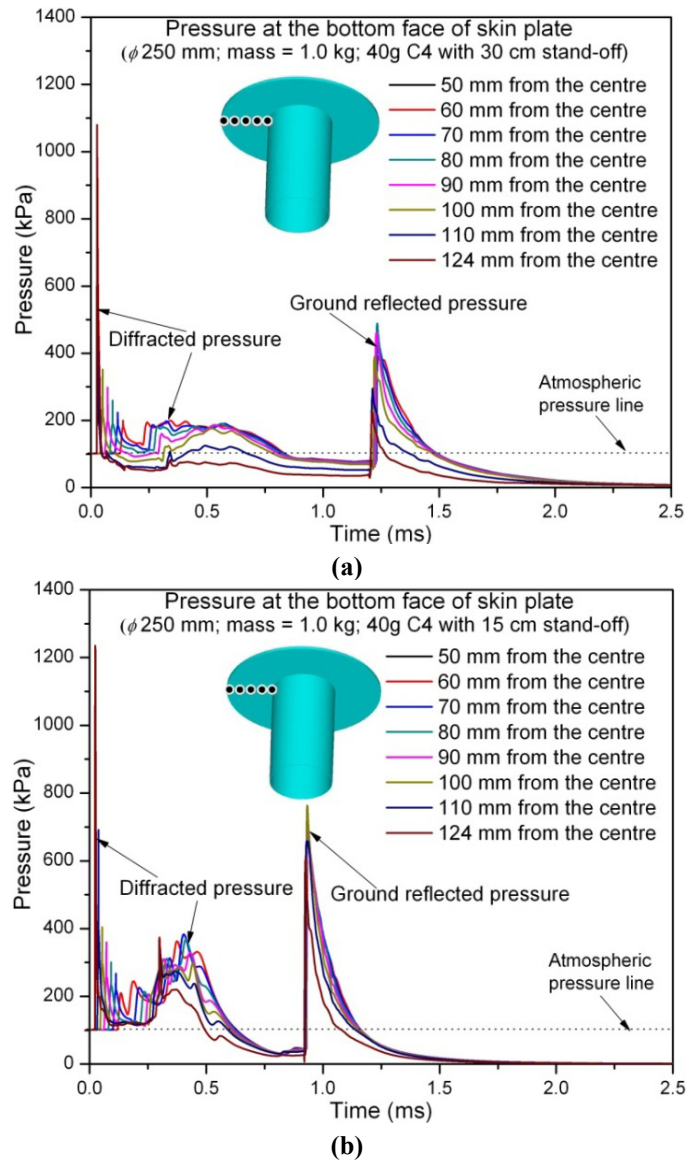 Pressure at the bottom face of skin plate
(ϕ250 mm; mass = 1.0 kg; 40g C4 with 30 cm stand-off)
50 mm from the centre
60 mm from the centre
70 mm from the centre
80 mm from the centre
90 mm from the centre
100 mm from the centre
110 mm from the centre
124 mm from the centre
Ground reflected pressure
Diffracted pressure
Atmospheric
pressure line
Pressure (kPa)
1400
1200
1000
800
600
400
200
0
0.0 0.5 1.0 1.5 2.0 2.5
Time (ms)
(a)
Pressure at the bottom face of skin plate
(ϕ250 mm; mass = 1.0 kg; 40g C4 with 15 cm stand-off)
50 mm from the centre
60 mm from the centre
70 mm from the centre
80 mm from the centre
90 mm from the centre
100 mm from the centre
110 mm from the centre
124 mm from the centre
Diffracted pressure
Ground reflected pressure
Atmospheric
pressure line
Pressure (kPa)
1400
1200
1000
800
600
400
200
0
0.0 0.5 1.0 1.5 2.0 2.5
Time (ms)
(b)